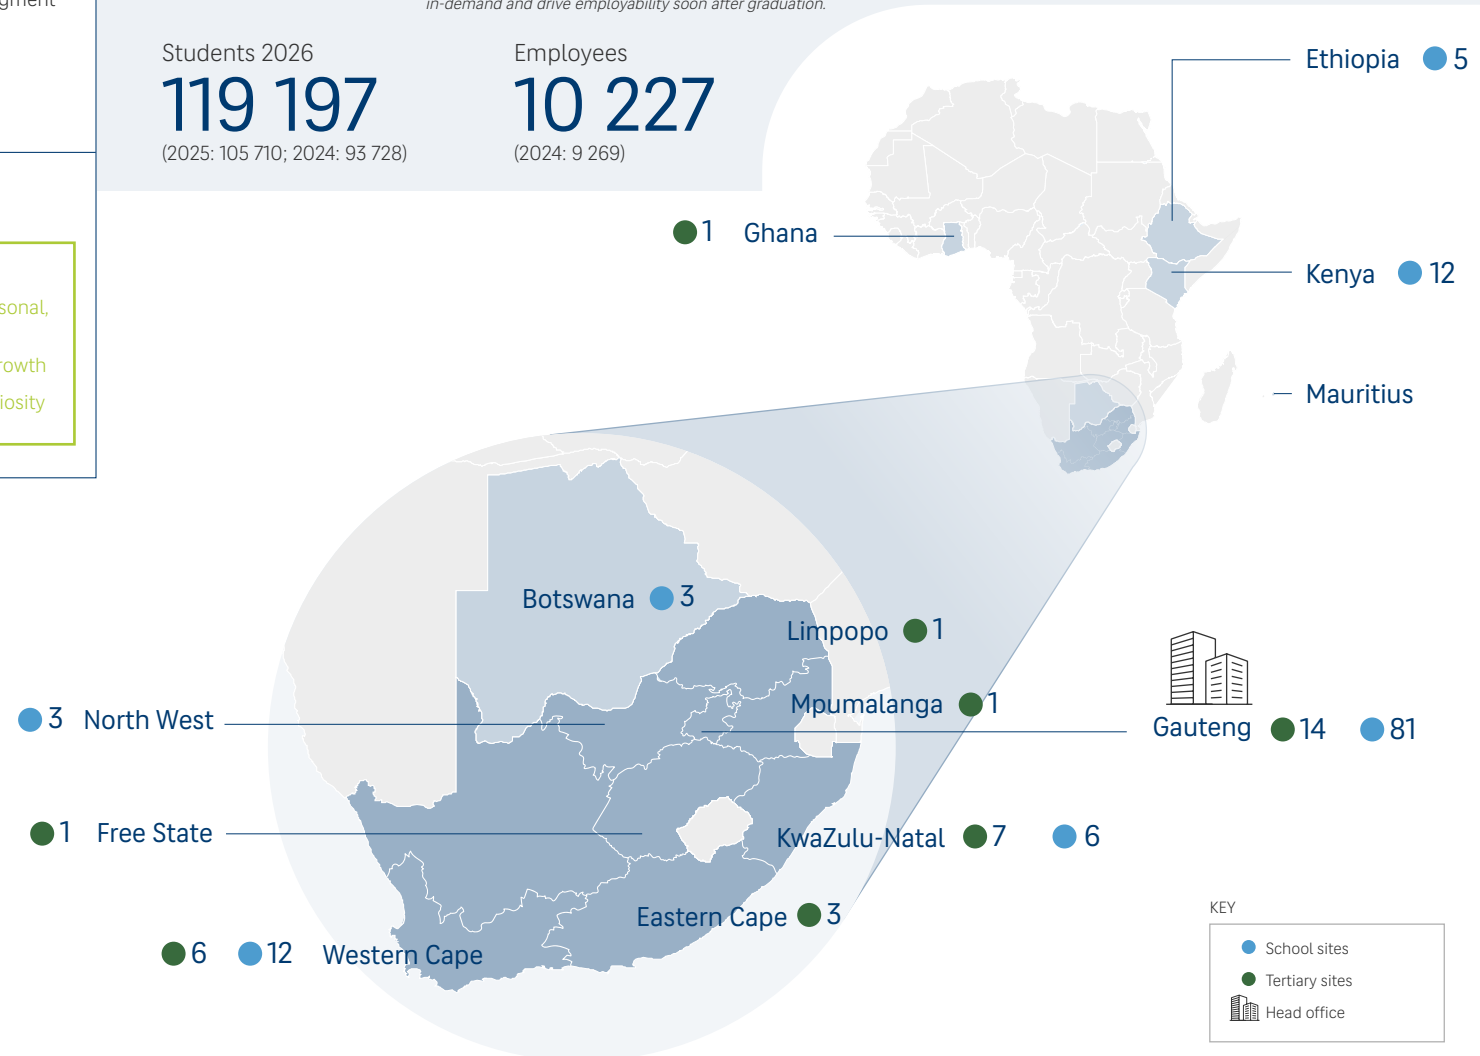 in-demand and drive employability soon after graduation.
Students 2026
119 197
(2025: 105 710; 2024: 93 728)
Employees
10 227
(2024: 9 269)
sonal,
rowth
iosity
Ethiopia 5
1 Ghana
Kenya 12
Mauritius
Botswana 3
Limpopo 1
Mpumalanga 1
3 North West
Gauteng 14 81
1 Free State
KwaZulu-Natal 7 6
Eastern Cape 3
6 12 Western Cape
KEY
School sites
Tertiary sites
Head office